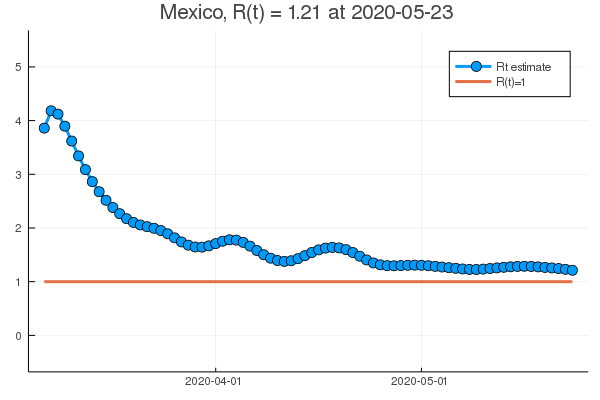 Mexico, R(t) = 1.21 at 2020-05-23
5
Rt estimate
R(t)=1
4
3
2
1
0
2020-04-01
2020-05-01